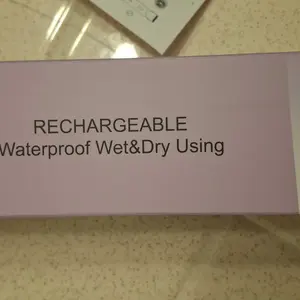 RECHARGEABLE
Waterproof Wet&Dry Using